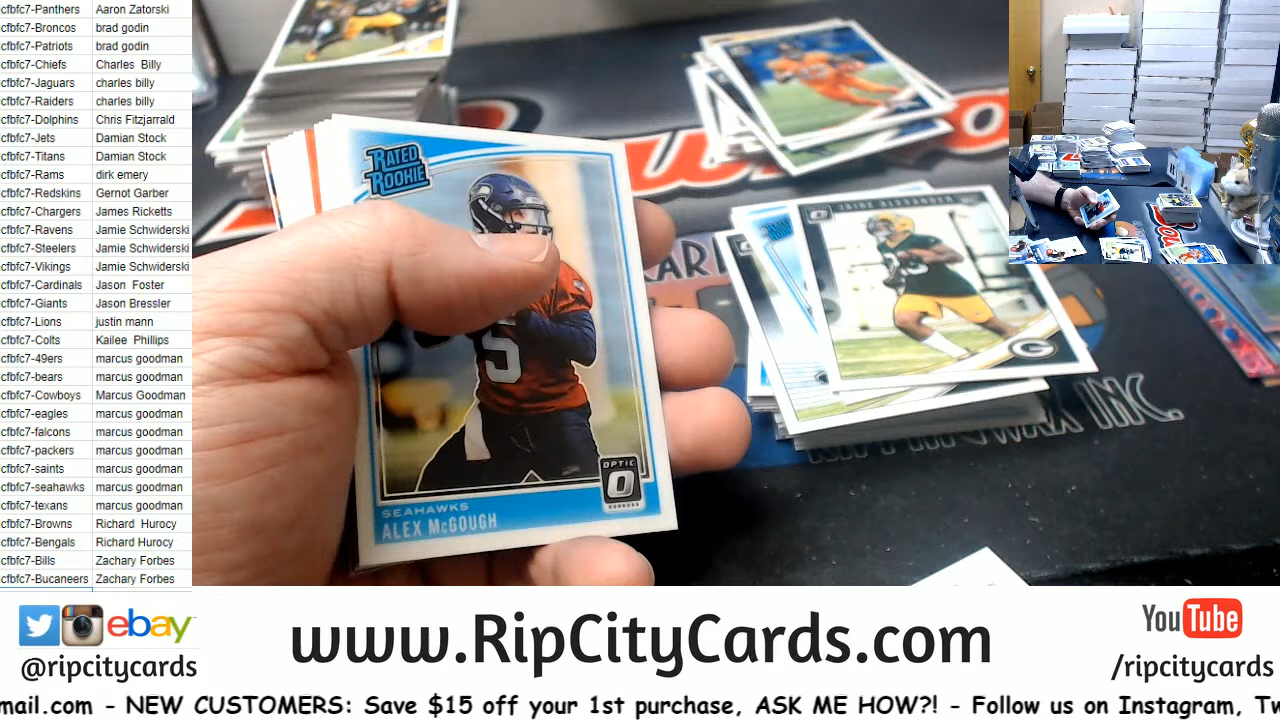 cfbfc7-Panthers Aaron Zatorski
cfbfc7-Broncos brad godin
cfbfc7-Patriots brad godin
cfbfc7-Chiefs Charles Billy
cfbfc7-Jaguars charles billy
cfbfc7-Raiders charles billy
cfbfc7-Dolphins Chris Fitzjarrald
cfbfc7-Jets Damian Stock
cfbfc7-Titans Damian Stock
cfbfc7-Rams dirk emery
cfbfc7-Redskins Gernot Garber
cfbfc7-Chargers James Ricketts
cfbfc7-Ravens Jamie Schwiderski
cfbfc7-Steelers Jamie Schwiderski
cfbfc7-Vikings Jamie Schwiderski
cfbfc7-Cardinals Jason Foster
cfbfc7-Giants Jason Bressler
cfbfc7-Lions justin mann
cfbfc7-Colts Kailee Phillips
cfbfc7-49ers marcus goodman
cfbfc7-bears marcus goodman
cfbfc7-Cowboys Marcus Goodman
cfbfc7-eagles marcus goodman
cfbfc7-falcons marcus goodman
cfbfc7-packers marcus goodman
cfbfc7-saints marcus goodman
cfbfc7-seahawks marcus goodman
cfbfc7-texans marcus goodman
cfbfc7-Browns Richard Hurocy
cfbfc7-Bengals Richard Hurocy
cfbfc7-Bills Zachary Forbes
cfbfc7-Bucaneers Zachary Forbes
RATED
ROOKIE
5
OPTIC
DONRUSS
SEAHAWKS
ALEX McGOUGH
JAIRE ALEXANDER
G
WAX INC.
ebay
@ripcitycards
www.RipCityCards.com
YouTube
/ripcitycards
mail.com - NEW CUSTOMERS: Save $15 off your 1st purchase, ASK ME HOW?! - Follow us on Instagram, Tw